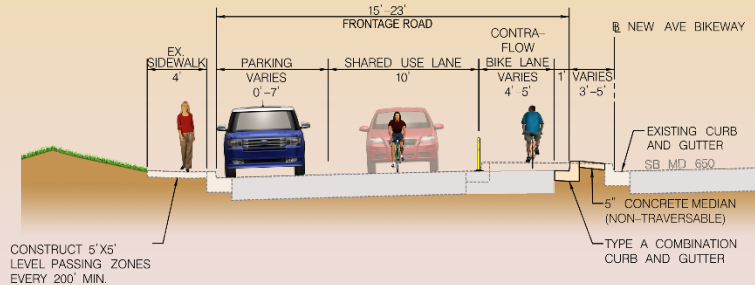 15'-23'
FRONTAGE ROAD
℄ NEW AVE BIKEWAY
EX.
SIDEWALK
4'
PARKING
VARIES
0'-7'
SHARED USE LANE
10'
CONTRA-
FLOW
BIKE LANE
VARIES
4'-5'
1'
VARIES
3'-5'
EXISTING CURB
AND GUTTER
SB MD 650
5" CONCRETE MEDIAN
(NON-TRAVERSABLE)
TYPE A COMBINATION
CURB AND GUTTER
CONSTRUCT 5'X5'
LEVEL PASSING ZONES
EVERY 200' MIN.